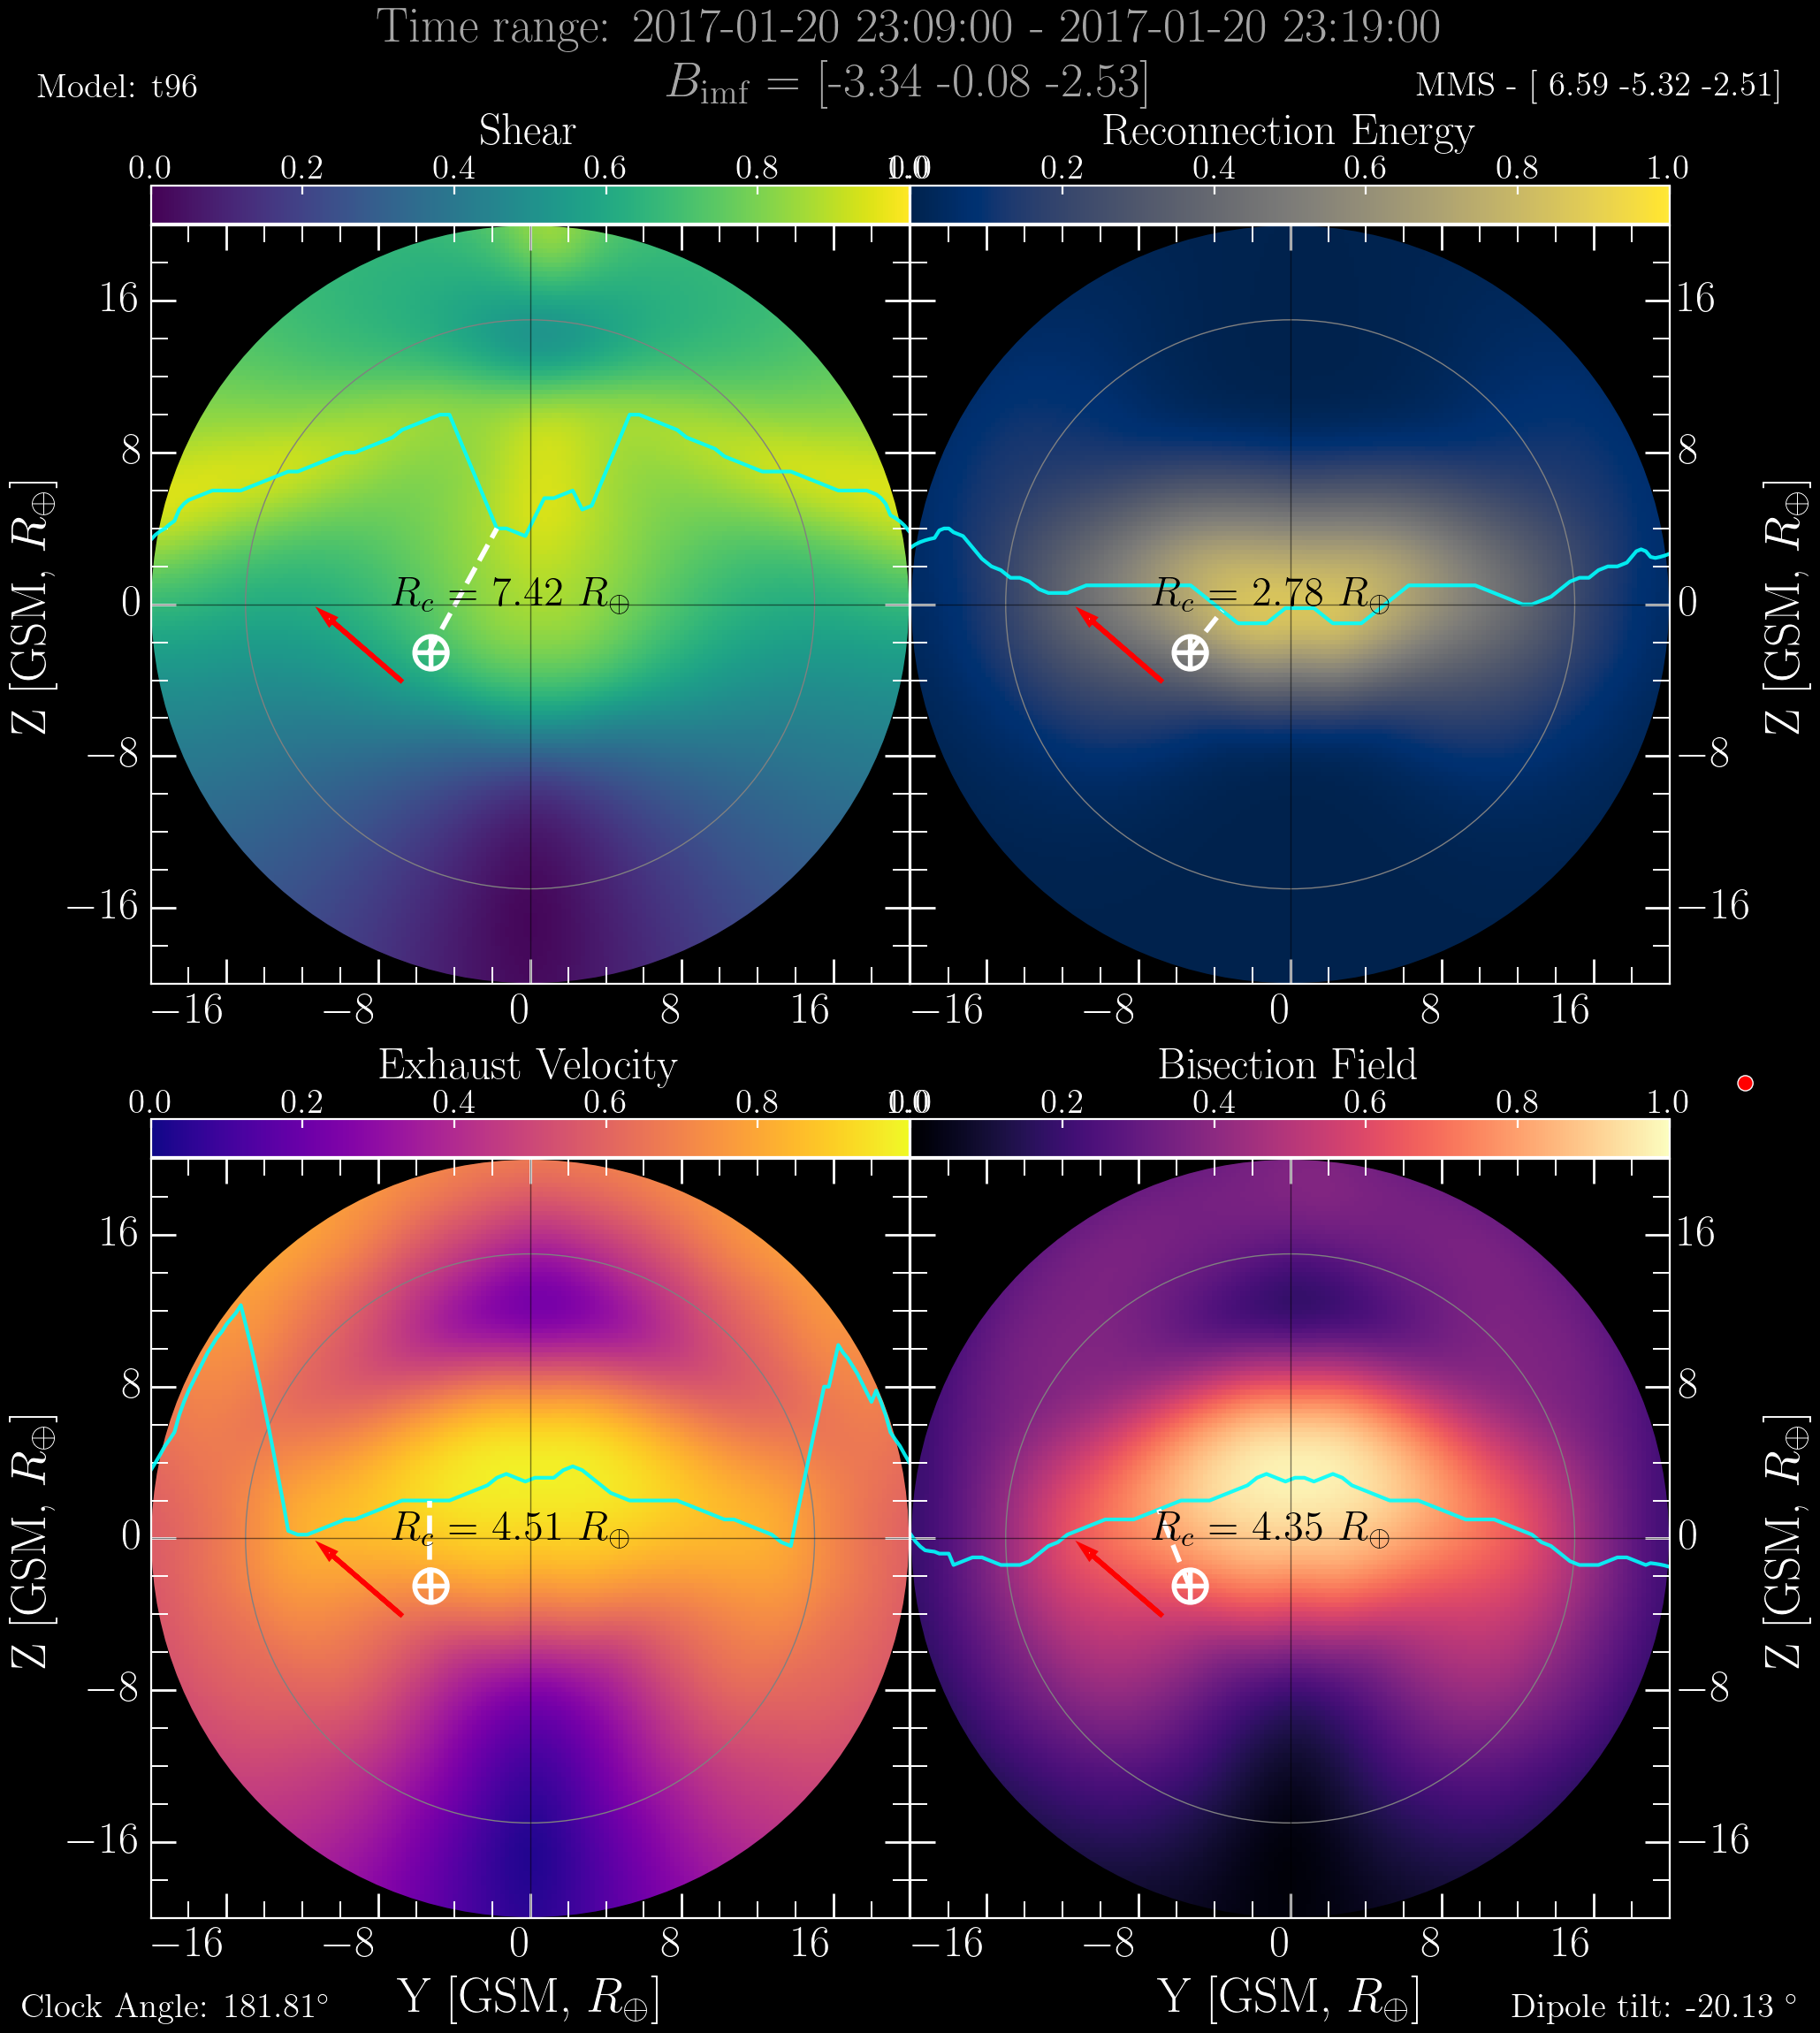 Time range: 2017-01-20 23:09:00 - 2017-01-20 23:19:00
Model: t96
B_imf = [-3.34 -0.08 -2.53]
MMS - [ 6.59 -5.32 -2.51]
Shear
Reconnection Energy
0.0 0.2 0.4 0.6 0.8 1.0
0.0 0.2 0.4 0.6 0.8 1.0
Z [GSM, R⊕]
16
8
0
−8
−16
R_c = 7.42 R⊕
R_c = 2.78 R⊕
16
8
0
−8
−16
Z [GSM, R⊕]
−16 −8 0 8 16
−16 −8 0 8 16
Exhaust Velocity
Bisection Field
0.0 0.2 0.4 0.6 0.8 1.0
0.0 0.2 0.4 0.6 0.8 1.0
Z [GSM, R⊕]
16
8
0
−8
−16
R_c = 4.51 R⊕
R_c = 4.35 R⊕
16
8
0
−8
−16
Z [GSM, R⊕]
−16 −8 0 8 16
−16 −8 0 8 16
Clock Angle: 181.81°
Y [GSM, R⊕]
Y [GSM, R⊕]
Dipole tilt: -20.13 °